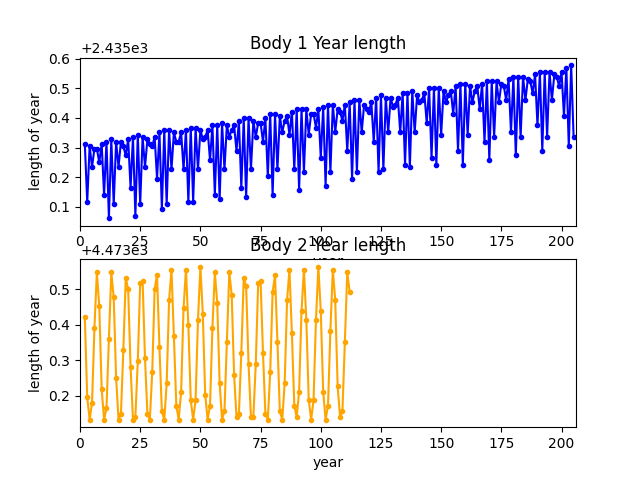 Body 1 Year length
+2.435e3
0.6
0.5
0.4
0.3
0.2
0.1
length of year
0 25 50 75 100 125 150 175 200
year
Body 2 Year length
+4.473e3
0.5
0.4
0.3
0.2
length of year
0 25 50 75 100 125 150 175 200
year